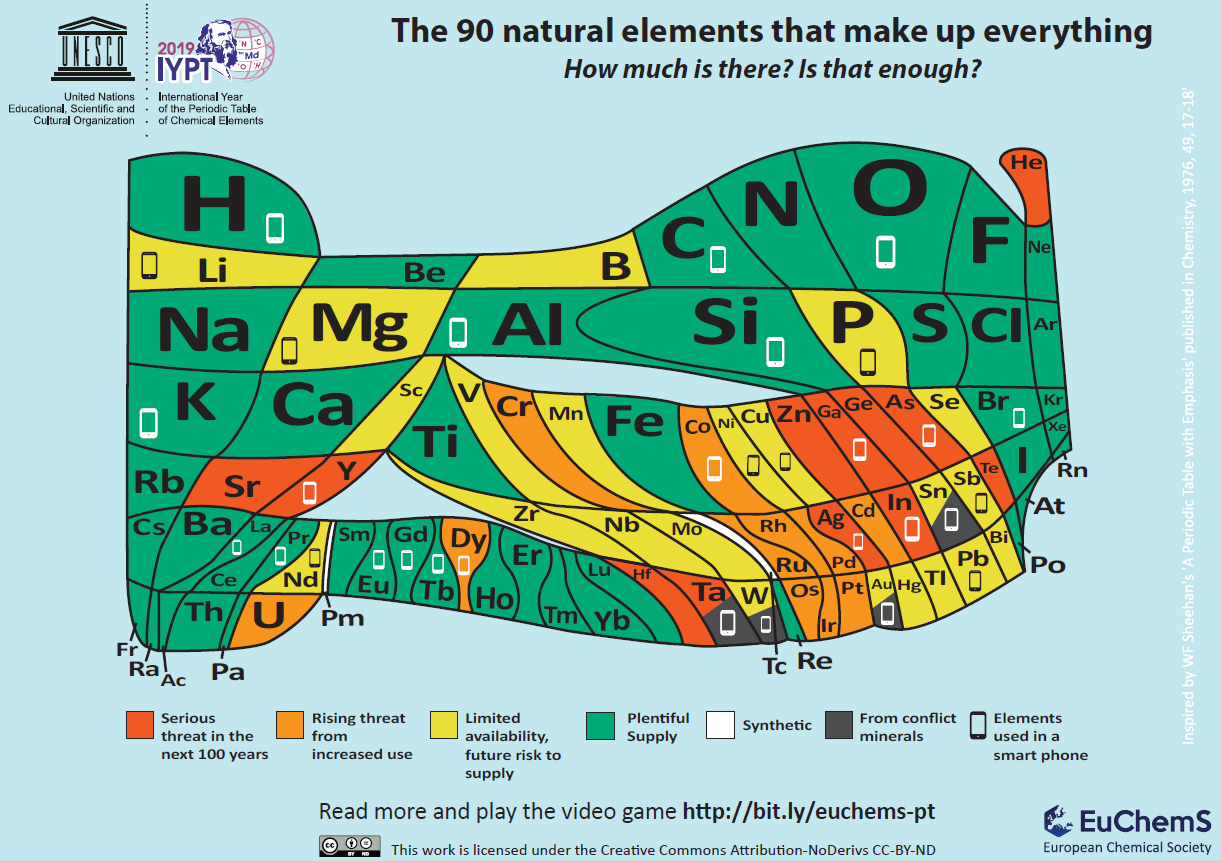 The 90 natural elements that make up everything
How much is there? Is that enough?
UNESCO
2019
IYPT
N
C
Md
O
H
United Nations
Educational, Scientific and
Cultural Organization
International Year
of the Periodic Table
of Chemical Elements
Inspired by WF Sheehan's 'A Periodic Table with Emphasis' published in Chemistry, 1976, 49, 17-18'
H
He
Li
Be
B
C
N
O
F
Ne
Na
Mg
Al
Si
P
S
Cl
Ar
K
Ca
Sc
Ti
V
Cr
Mn
Fe
Co
Ni
Cu
Zn
Ga
Ge
As
Se
Br
Kr
Rb
Sr
Y
Zr
Nb
Mo
Tc
Ru
Rh
Pd
Ag
Cd
In
Sn
Sb
Te
I
Xe
Cs
Ba
La
Ce
Pr
Nd
Pm
Sm
Eu
Gd
Tb
Dy
Ho
Er
Tm
Yb
Lu
Hf
Ta
W
Re
Os
Ir
Pt
Au
Hg
Tl
Pb
Bi
Po
At
Rn
Fr
Ra
Ac
Th
Pa
U
Serious
threat in the
next 100 years
Rising threat
from
increased use
Limited
availability,
future risk to
supply
Plentiful
Supply
Synthetic
From conflict
minerals
Elements
used in a
smart phone
Read more and play the video game http://bit.ly/euchems-pt
cc
BY ND
This work is licensed under the Creative Commons Attribution-NoDerivs CC-BY-ND
EuChemS
European Chemical Society